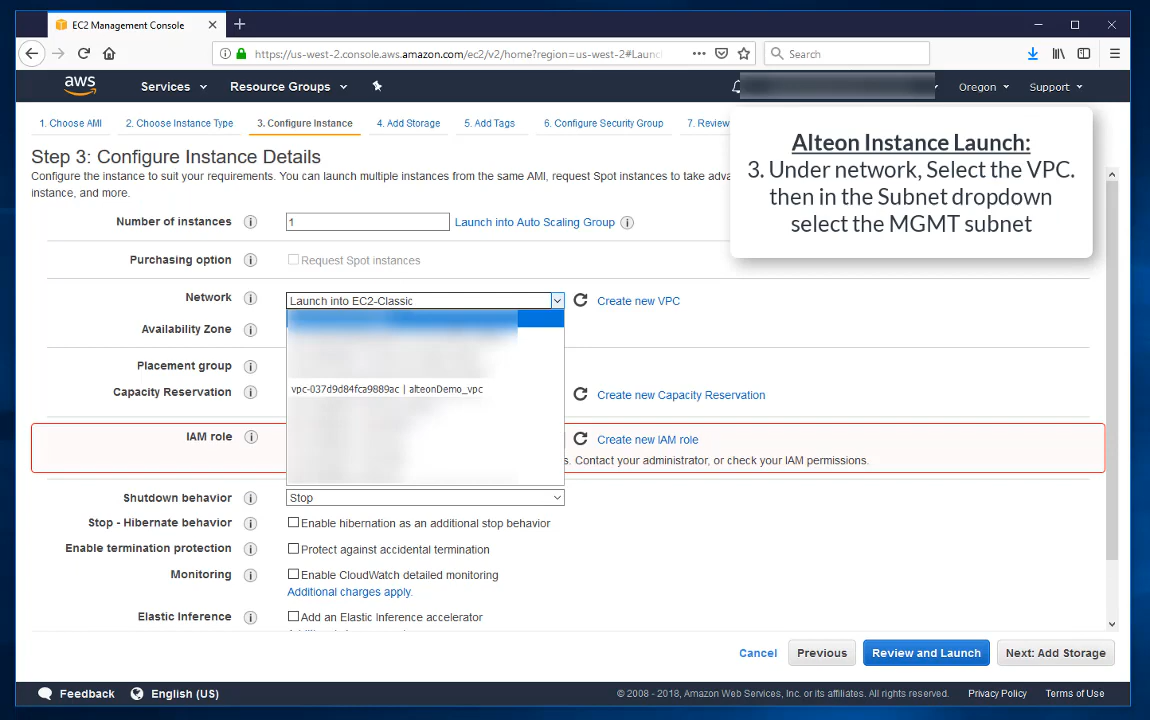 EC2 Management Console
https://us-west-2.console.aws.amazon.com/ec2/v2/home?region=us-west-2#Launc
Search
aws
Services
Resource Groups
Oregon
Support
1. Choose AMI
2. Choose Instance Type
3. Configure Instance
4. Add Storage
5. Add Tags
6. Configure Security Group
7. Review
Alteon Instance Launch:
3. Under network, Select the VPC.
then in the Subnet dropdown
select the MGMT subnet
Step 3: Configure Instance Details
Configure the instance to suit your requirements. You can launch multiple instances from the same AMI, request Spot instances to take adva
instance, and more.
Number of instances
1
Launch into Auto Scaling Group
Purchasing option
Request Spot instances
Network
Launch into EC2-Classic
Create new VPC
Availability Zone
Placement group
vpc-037d9d84fca9889ac | alteonDemo_vpc
Capacity Reservation
Create new Capacity Reservation
IAM role
Create new IAM role
s. Contact your administrator, or check your IAM permissions.
Shutdown behavior
Stop
Stop - Hibernate behavior
Enable hibernation as an additional stop behavior
Enable termination protection
Protect against accidental termination
Monitoring
Enable CloudWatch detailed monitoring
Additional charges apply.
Elastic Inference
Add an Elastic Inference accelerator
Cancel
Previous
Review and Launch
Next: Add Storage
Feedback
English (US)
© 2008 - 2018, Amazon Web Services, Inc. or its affiliates. All rights reserved.
Privacy Policy
Terms of Use